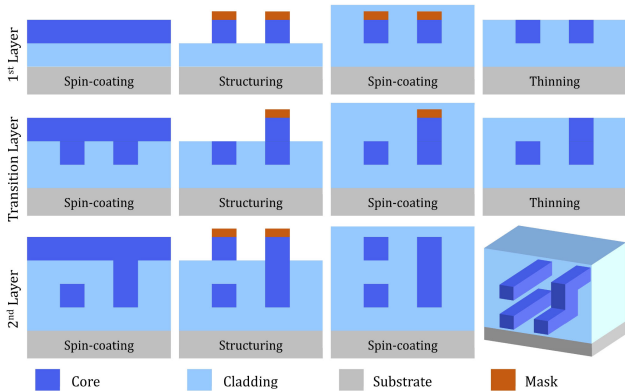 1st Layer
Spin-coating
Structuring
Spin-coating
Thinning
Transition Layer
Spin-coating
Structuring
Spin-coating
Thinning
2nd Layer
Spin-coating
Structuring
Spin-coating
Core
Cladding
Substrate
Mask